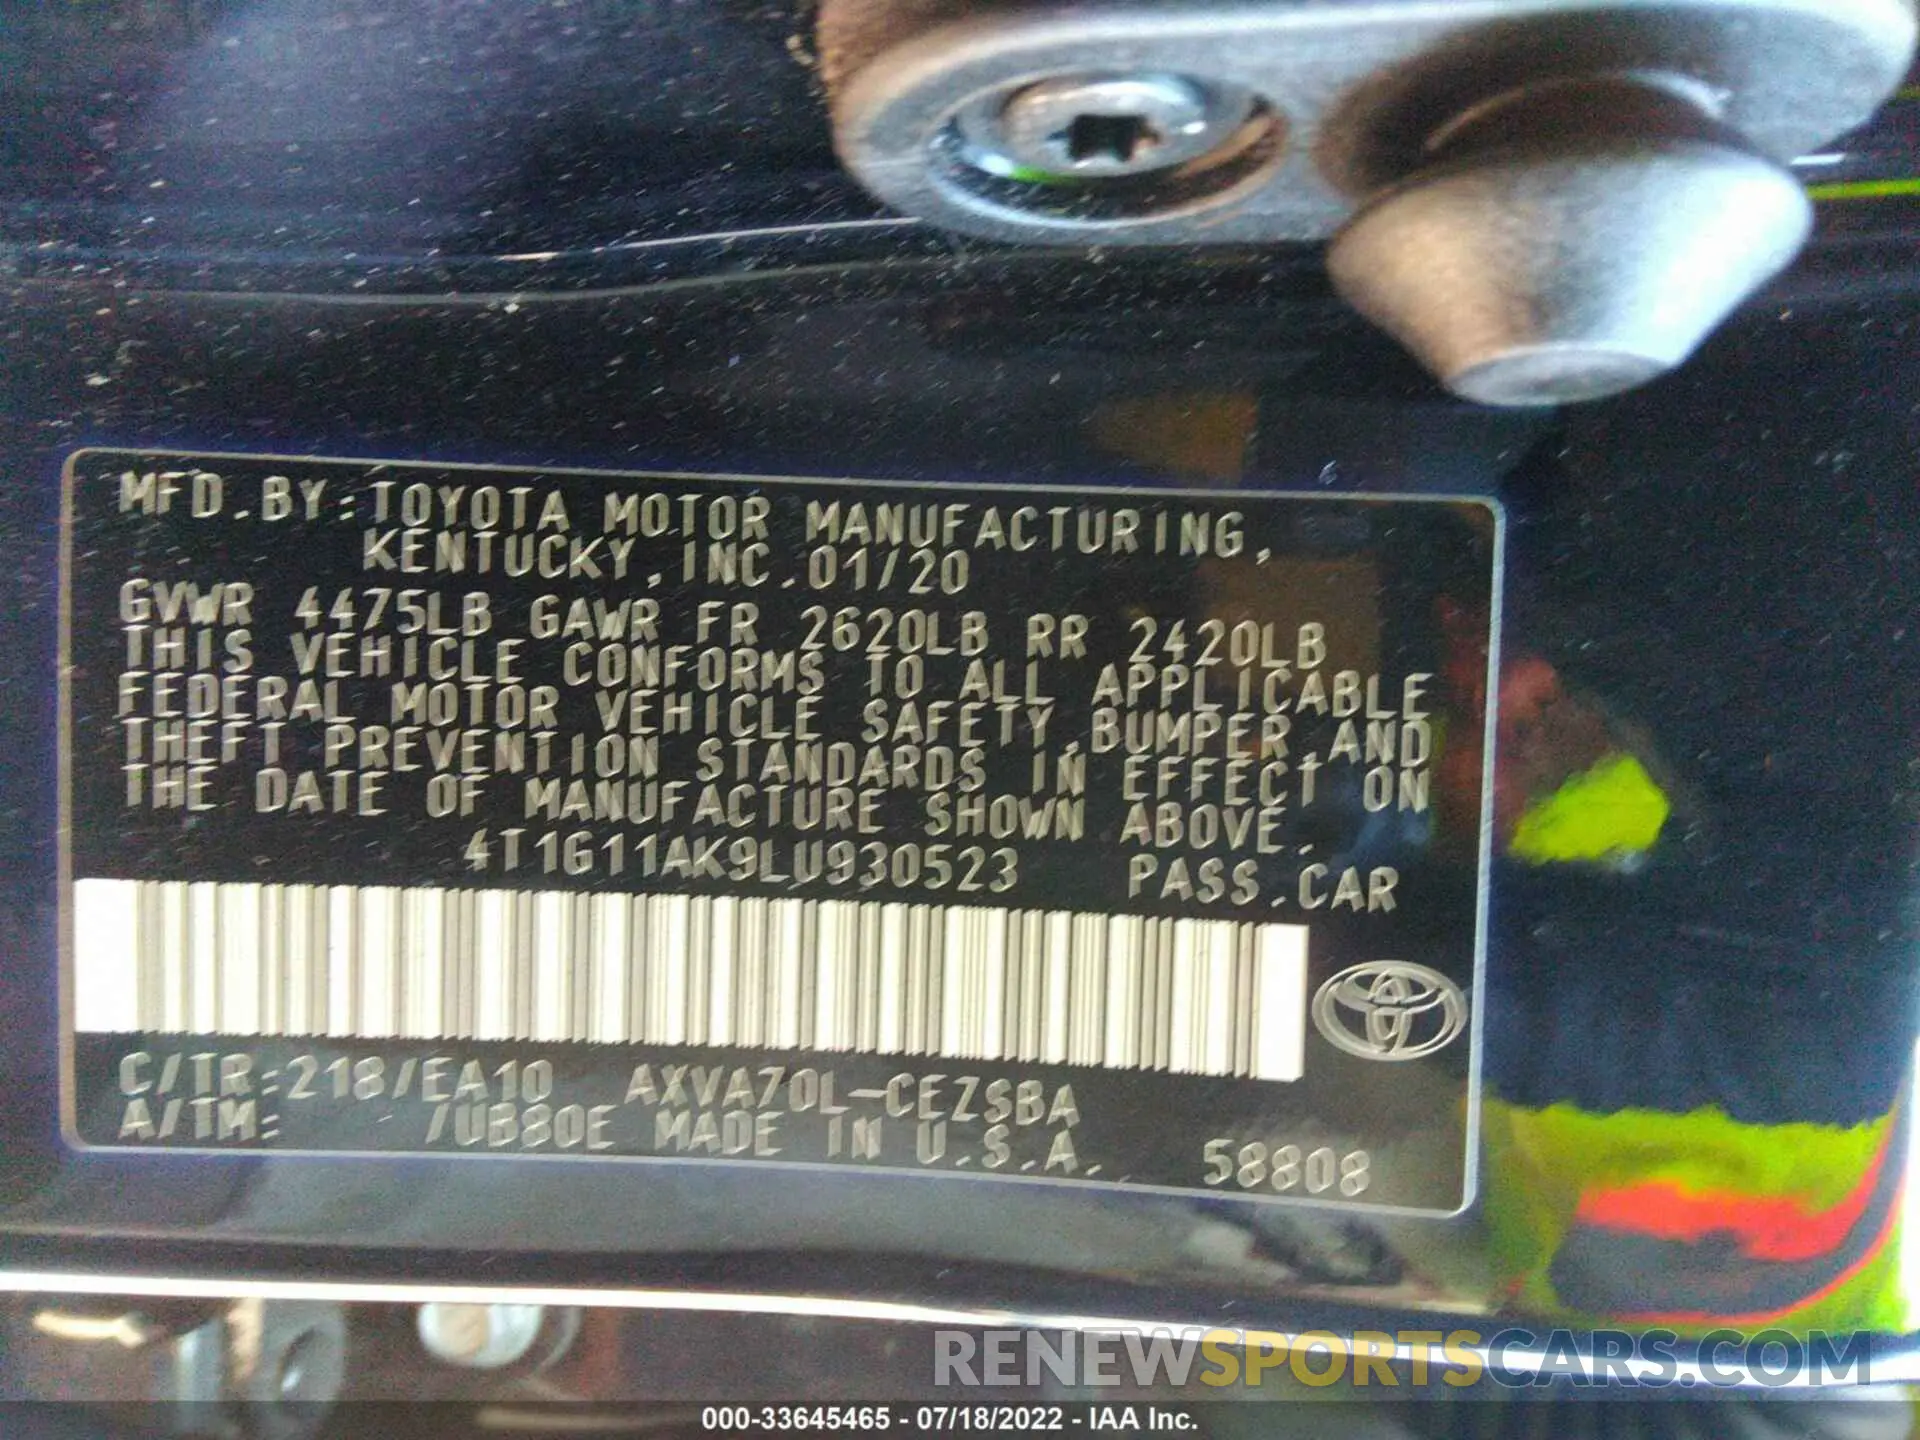 MFD.BY:TOYOTA MOTOR MANUFACTURING,
KENTUCKY,INC.01/20
GVWR 4475LB GAWR FR 2620LB RR 2420LB
THIS VEHICLE CONFORMS TO ALL APPLICABLE
FEDERAL MOTOR VEHICLE SAFETY,BUMPER,AND
THEFT PREVENTION STANDARDS IN EFFECT ON
THE DATE OF MANUFACTURE SHOWN ABOVE.
4T1G11AK9LU930523 PASS.CAR
C/TR:218/EA10 AXVA70L-CEZSBA
A/TM: /UB80E MADE IN U.S.A. 58808
RENEWSPORTSCARS.COM
000-33645465 - 07/18/2022 - IAA Inc.